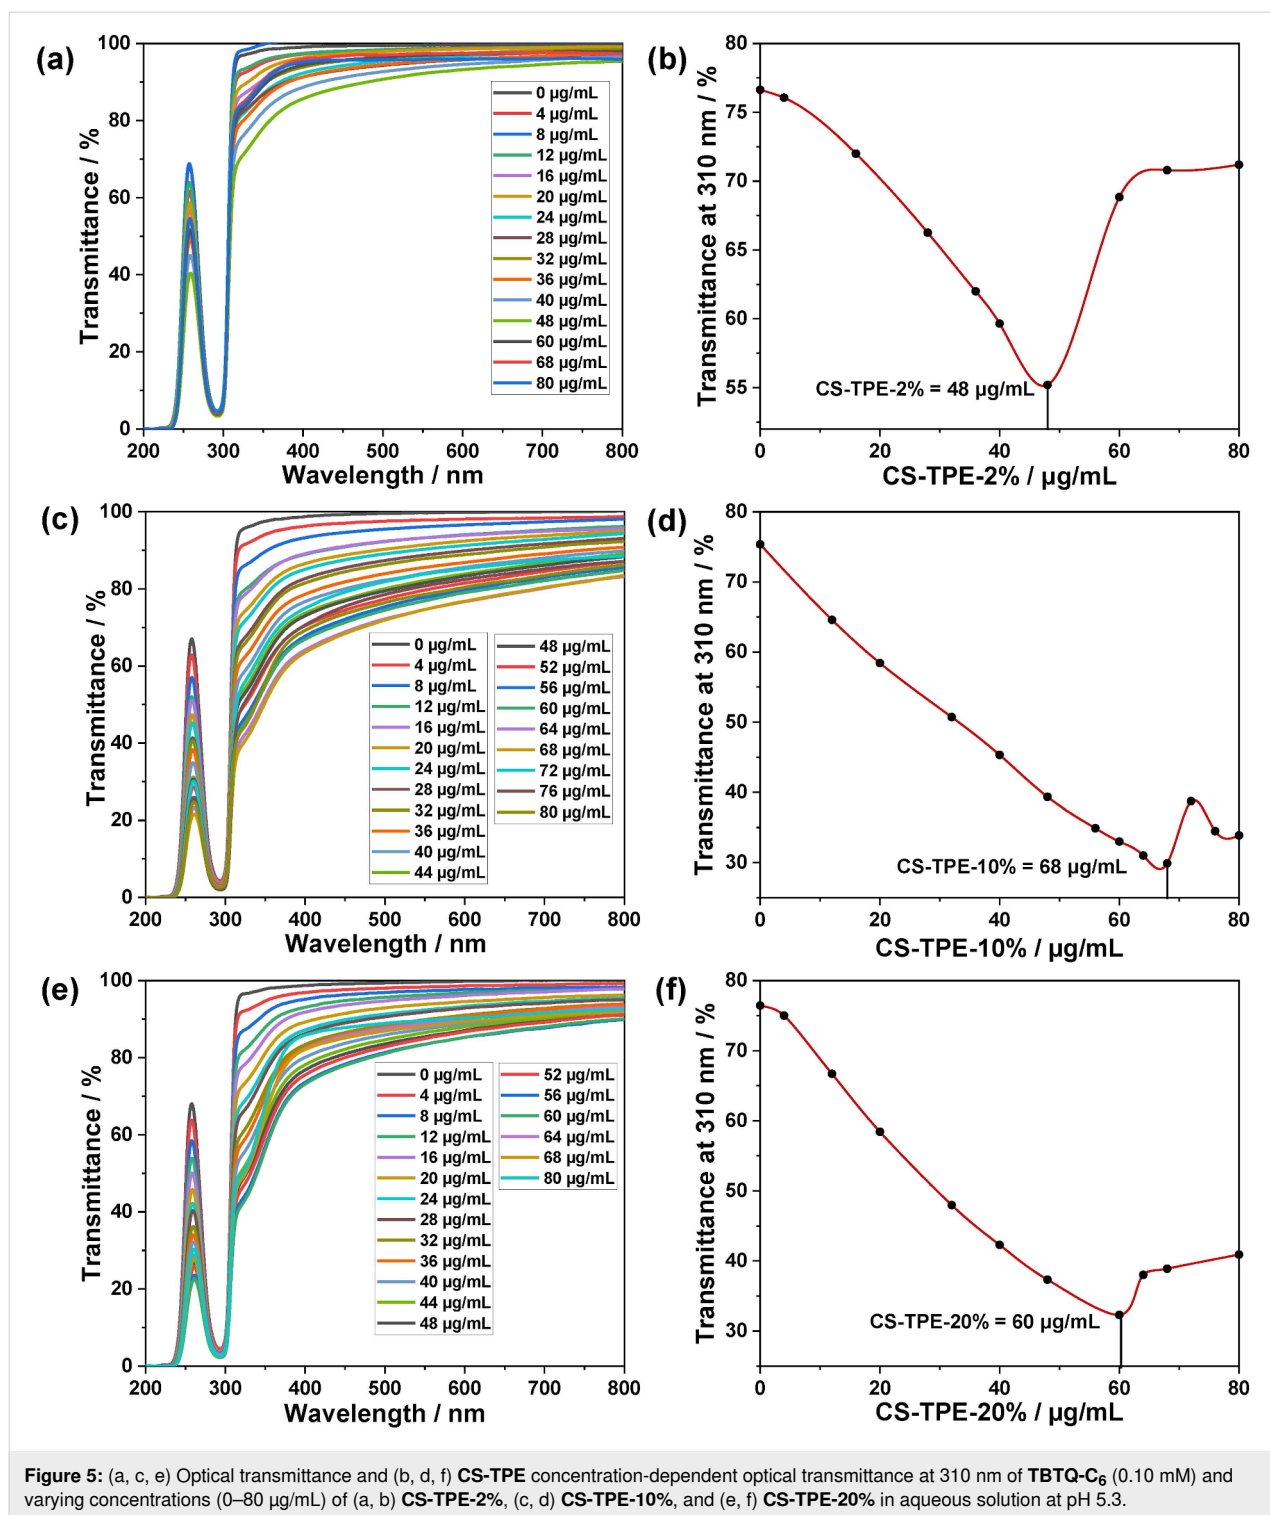 (a)
100
80
60
40
20
0
Transmittance / %
200
300
400
500
600
700
800
Wavelength / nm
0 µg/mL
4 µg/mL
8 µg/mL
12 µg/mL
16 µg/mL
20 µg/mL
24 µg/mL
28 µg/mL
32 µg/mL
36 µg/mL
40 µg/mL
48 µg/mL
60 µg/mL
68 µg/mL
80 µg/mL
(b)
80
75
70
65
60
55
Transmittance at 310 nm / %
CS-TPE-2% = 48 µg/mL
0
20
40
60
80
CS-TPE-2% / µg/mL
(c)
100
80
60
40
20
0
Transmittance / %
200
300
400
500
600
700
800
Wavelength / nm
0 µg/mL
4 µg/mL
8 µg/mL
12 µg/mL
16 µg/mL
20 µg/mL
24 µg/mL
28 µg/mL
32 µg/mL
36 µg/mL
40 µg/mL
44 µg/mL
48 µg/mL
52 µg/mL
56 µg/mL
60 µg/mL
64 µg/mL
68 µg/mL
72 µg/mL
76 µg/mL
80 µg/mL
(d)
80
70
60
50
40
30
Transmittance at 310 nm / %
CS-TPE-10% = 68 µg/mL
0
20
40
60
80
CS-TPE-10% / µg/mL
(e)
100
80
60
40
20
0
Transmittance / %
200
300
400
500
600
700
800
Wavelength / nm
0 µg/mL
4 µg/mL
8 µg/mL
12 µg/mL
16 µg/mL
20 µg/mL
24 µg/mL
28 µg/mL
32 µg/mL
36 µg/mL
40 µg/mL
44 µg/mL
48 µg/mL
52 µg/mL
56 µg/mL
60 µg/mL
64 µg/mL
68 µg/mL
80 µg/mL
(f)
80
70
60
50
40
30
Transmittance at 310 nm / %
CS-TPE-20% = 60 µg/mL
0
20
40
60
80
CS-TPE-20% / µg/mL
Figure 5: (a, c, e) Optical transmittance and (b, d, f) CS-TPE concentration-dependent optical transmittance at 310 nm of TBTQ-C6 (0.10 mM) and
varying concentrations (0–80 µg/mL) of (a, b) CS-TPE-2%, (c, d) CS-TPE-10%, and (e, f) CS-TPE-20% in aqueous solution at pH 5.3.